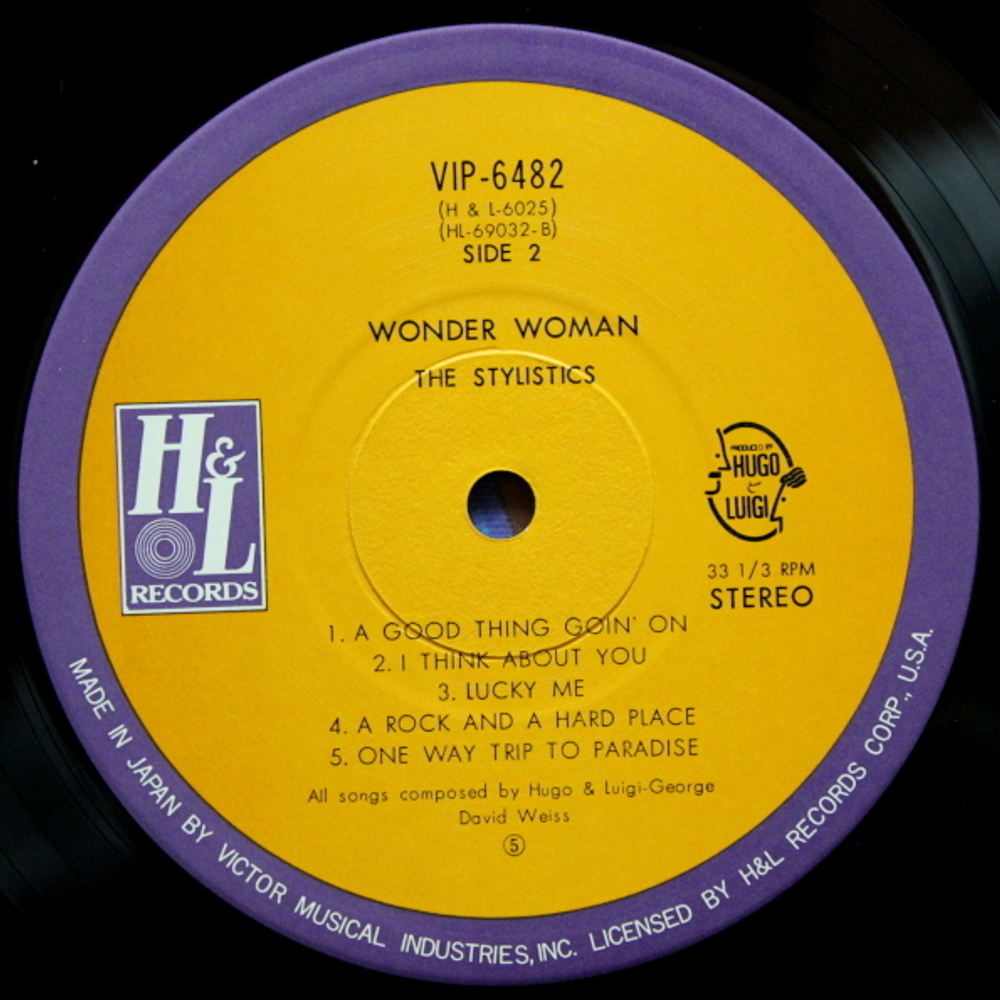 VIP-6482
(H & L-6025)
(HL-69032-B)
SIDE 2
WONDER WOMAN
THE STYLISTICS
H&L
RECORDS
PRODUCED BY
HUGO
LUIGI
33 1/3 RPM
STEREO
1. A GOOD THING GOIN' ON
2. I THINK ABOUT YOU
3. LUCKY ME
4. A ROCK AND A HARD PLACE
5. ONE WAY TRIP TO PARADISE
All songs composed by Hugo & Luigi-George
David Weiss
⑤
MADE IN JAPAN BY VICTOR MUSICAL INDUSTRIES, INC. LICENSED BY H&L RECORDS CORP., U.S.A.